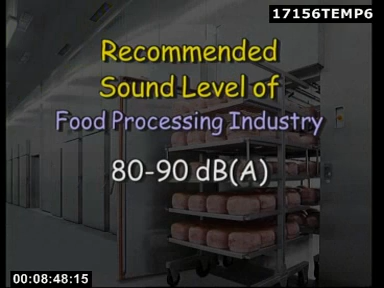 17156TEMP6
Recommended
Sound Level of
Food Processing Industry
80-90 dB(A)
00:08:48:15